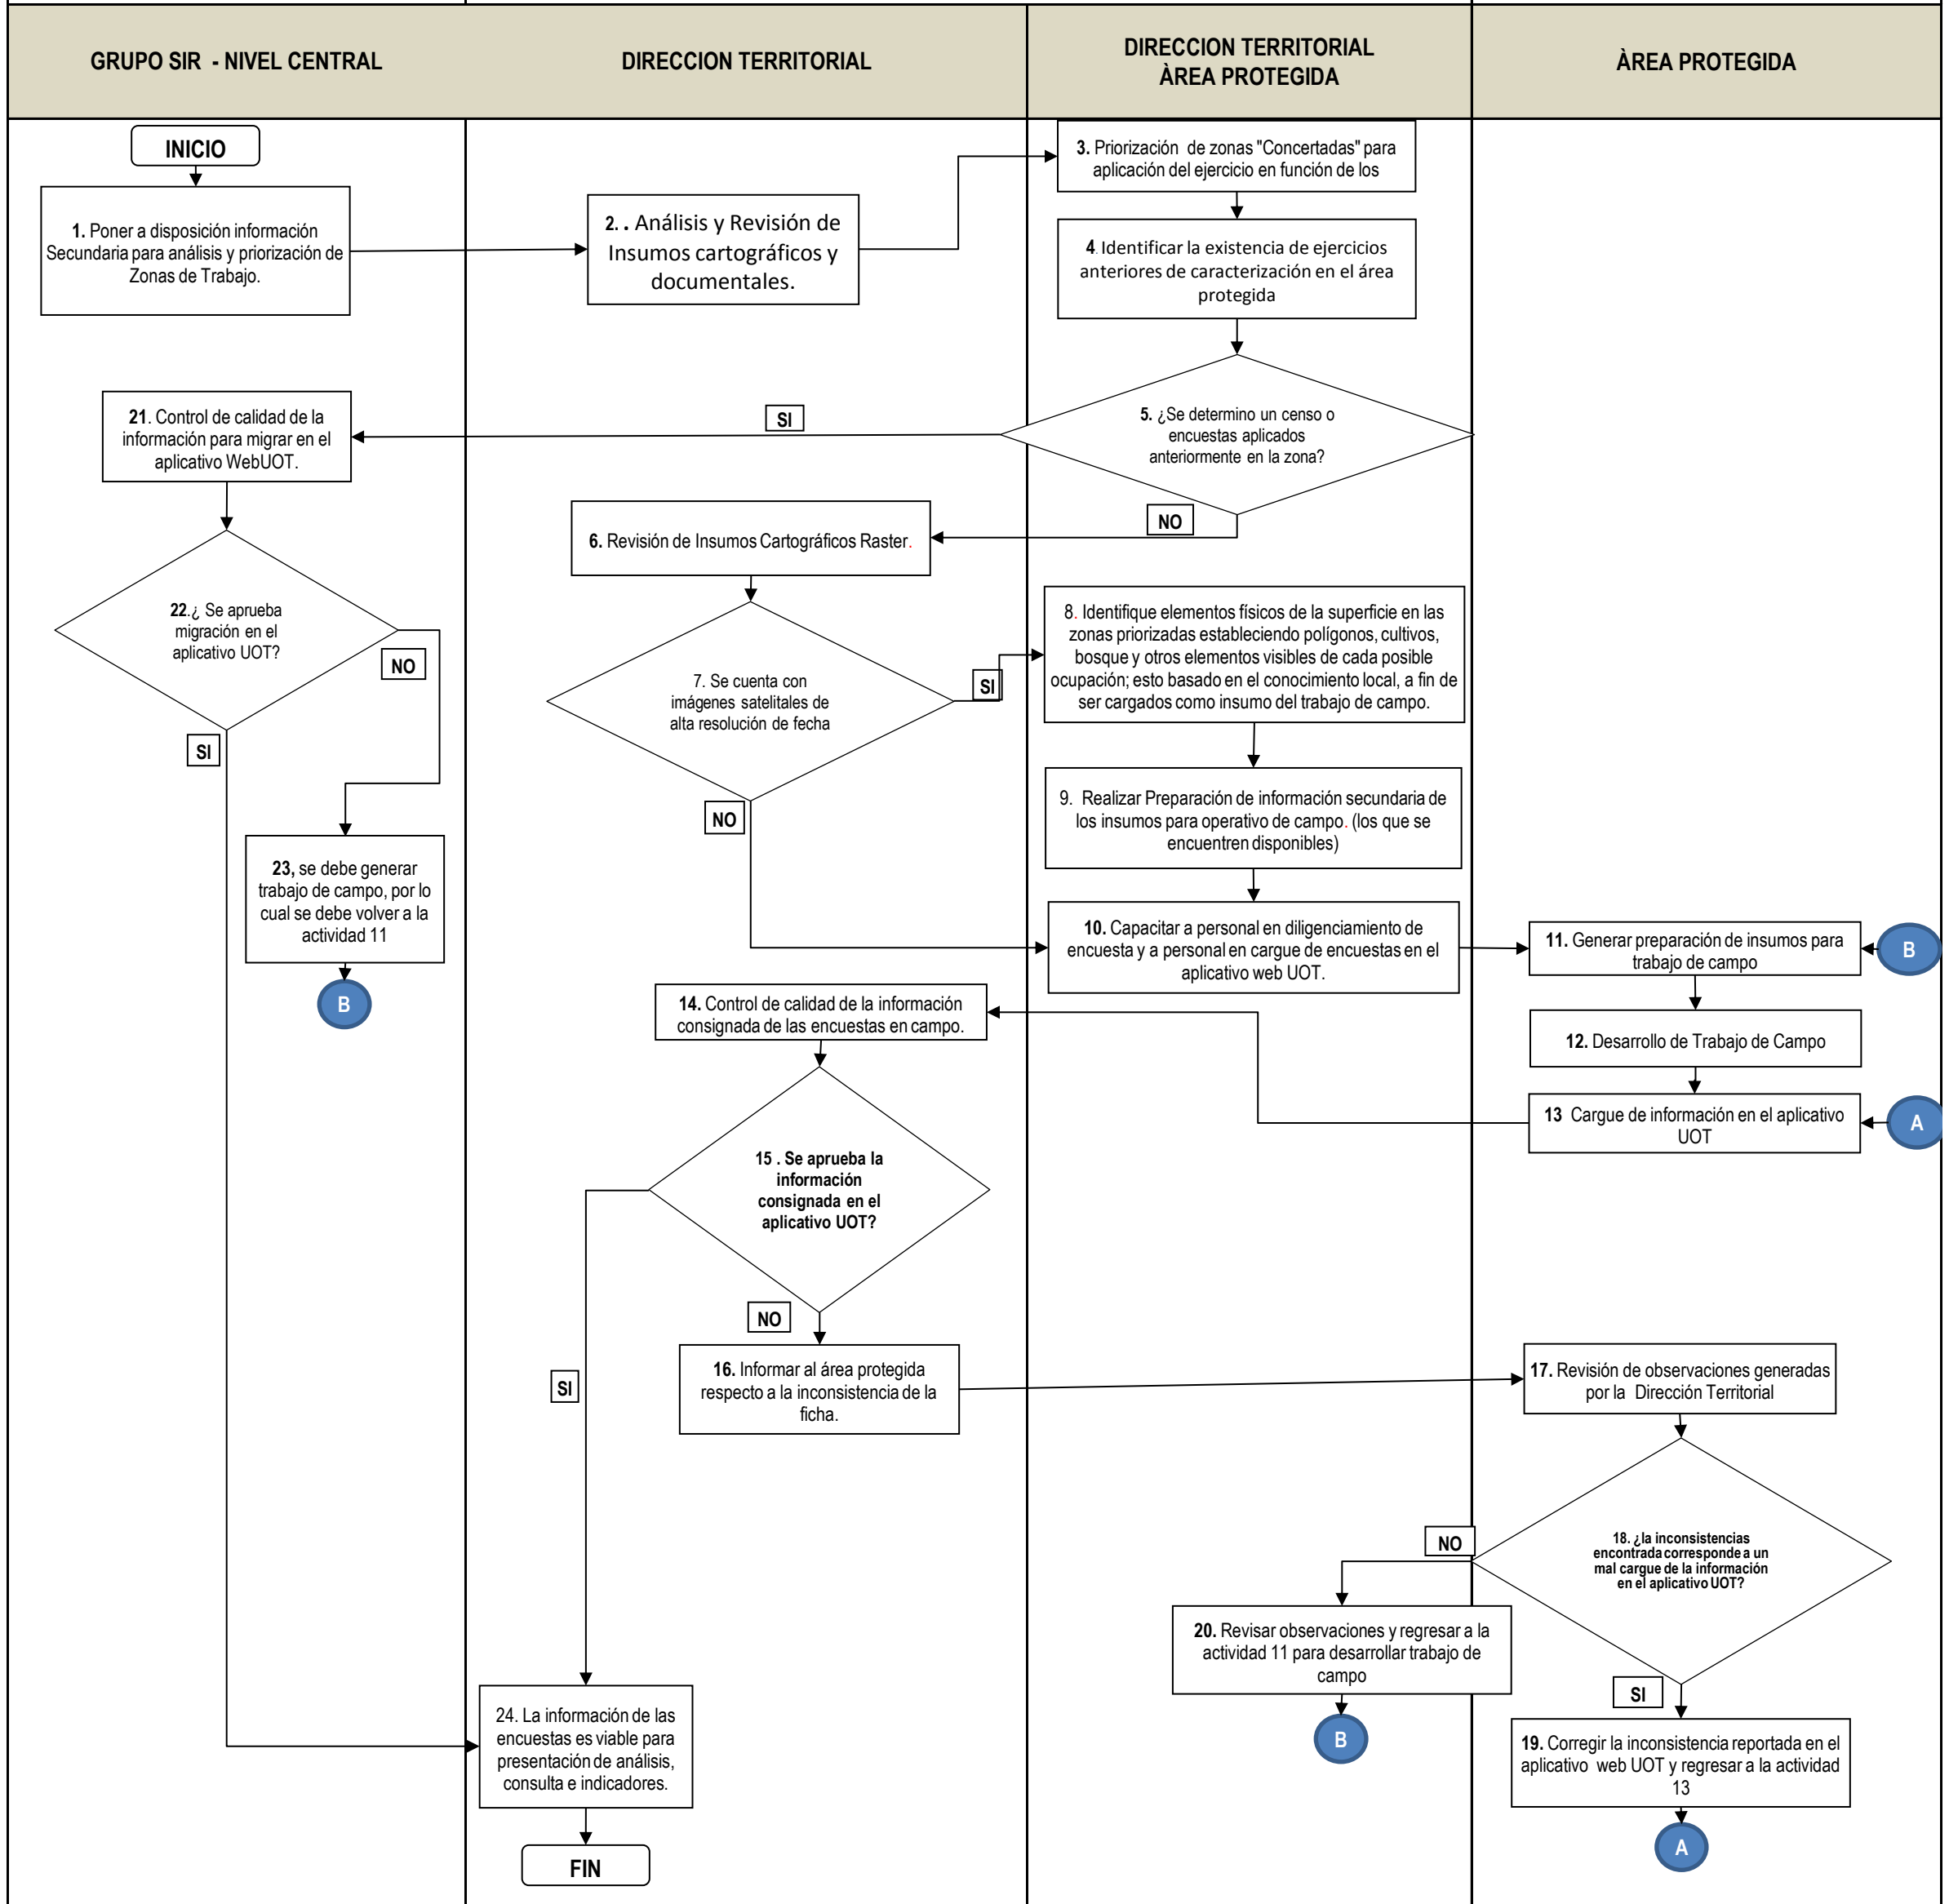 GRUPO SIR - NIVEL CENTRAL
DIRECCION TERRITORIAL
DIRECCION TERRITORIAL
ÀREA PROTEGIDA
ÀREA PROTEGIDA
INICIO
1. Poner a disposición información
Secundaria para análisis y priorización de
Zonas de Trabajo.
2. . Análisis y Revisión de
Insumos cartográficos y
documentales.
3. Priorización de zonas "Concertadas" para
aplicación del ejercicio en función de los
4. Identificar la existencia de ejercicios
anteriores de caracterización en el área
protegida
5. ¿Se determino un censo o
encuestas aplicados
anteriormente en la zona?
SI
NO
21. Control de calidad de la
información para migrar en el
aplicativo WebUOT.
22.¿ Se aprueba
migración en el
aplicativo UOT?
NO
SI
23, se debe generar
trabajo de campo, por lo
cual se debe volver a la
actividad 11
B
6. Revisión de Insumos Cartográficos Raster.
7. Se cuenta con
imágenes satelitales de
alta resolución de fecha
SI
NO
8. Identifique elementos físicos de la superficie en las
zonas priorizadas estableciendo polígonos, cultivos,
bosque y otros elementos visibles de cada posible
ocupación; esto basado en el conocimiento local, a fin de
ser cargados como insumo del trabajo de campo.
9. Realizar Preparación de información secundaria de
los insumos para operativo de campo. (los que se
encuentren disponibles)
10. Capacitar a personal en diligenciamiento de
encuesta y a personal en cargue de encuestas en el
aplicativo web UOT.
11. Generar preparación de insumos para
trabajo de campo
B
12. Desarrollo de Trabajo de Campo
13 Cargue de información en el aplicativo
UOT
A
14. Control de calidad de la información
consignada de las encuestas en campo.
15 . Se aprueba la
información
consignada en el
aplicativo UOT?
NO
SI
16. Informar al área protegida
respecto a la inconsistencia de la
ficha.
17. Revisión de observaciones generadas
por la Dirección Territorial
18. ¿la inconsistencias
encontrada corresponde a un
mal cargue de la información
en el aplicativo UOT?
NO
SI
20. Revisar observaciones y regresar a la
actividad 11 para desarrollar trabajo de
campo
B
19. Corregir la inconsistencia reportada en el
aplicativo web UOT y regresar a la actividad
13
A
24. La información de las
encuestas es viable para
presentación de análisis,
consulta e indicadores.
FIN